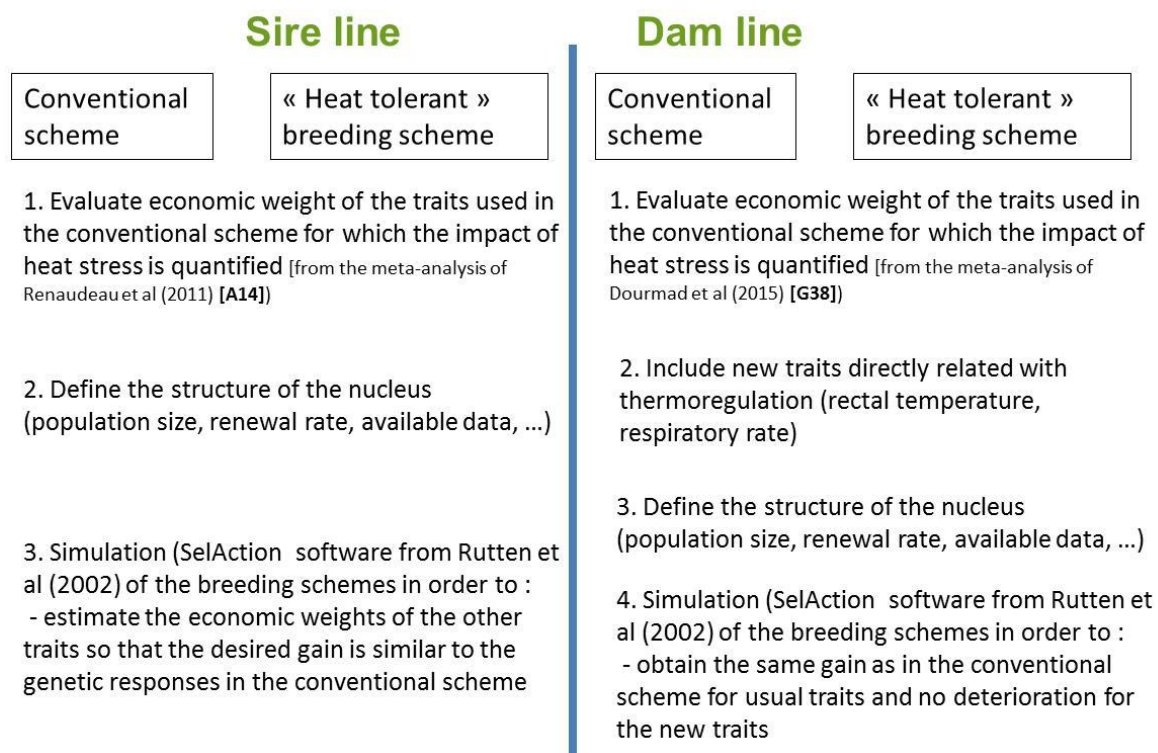 Sire line
Conventional
scheme
« Heat tolerant »
breeding scheme
1. Evaluate economic weight of the traits used in
the conventional scheme for which the impact of
heat stress is quantified [from the meta-analysis of
Renaudeau et al (2011) [A14])
2. Define the structure of the nucleus
(population size, renewal rate, available data, ...)
3. Simulation (SelAction software from Rutten et
al (2002) of the breeding schemes in order to :
- estimate the economic weights of the other
traits so that the desired gain is similar to the
genetic responses in the conventional scheme
Dam line
Conventional
scheme
« Heat tolerant »
breeding scheme
1. Evaluate economic weight of the traits used in
the conventional scheme for which the impact of
heat stress is quantified [from the meta-analysis of
Dourmad et al (2015) [G38])
2. Include new traits directly related with
thermoregulation (rectal temperature,
respiratory rate)
3. Define the structure of the nucleus
(population size, renewal rate, available data, ...)
4. Simulation (SelAction software from Rutten et
al (2002) of the breeding schemes in order to :
- obtain the same gain as in the conventional
scheme for usual traits and no deterioration for
the new traits